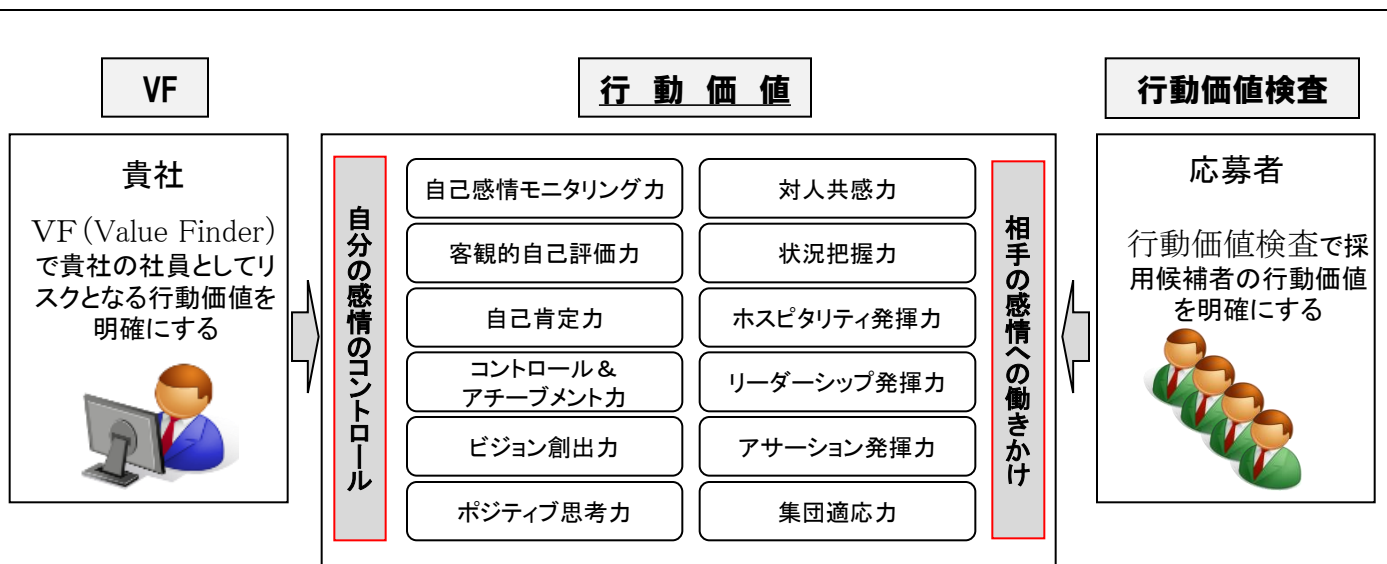 VF
行動価値
行動価値検査
貴社
VF(Value Finder)
で貴社の社員としてリ
スクとなる行動価値を
明確にする
自分の感情のコントロール
自己感情モニタリング力
客観的自己評価力
自己肯定力
コントロール&
アチーブメント力
ビジョン創出力
ポジティブ思考力
対人共感力
状況把握力
ホスピタリティ発揮力
リーダーシップ発揮力
アサーション発揮力
集団適応力
相手の感情への働きかけ
応募者
行動価値検査で採
用候補者の行動価値
を明確にする